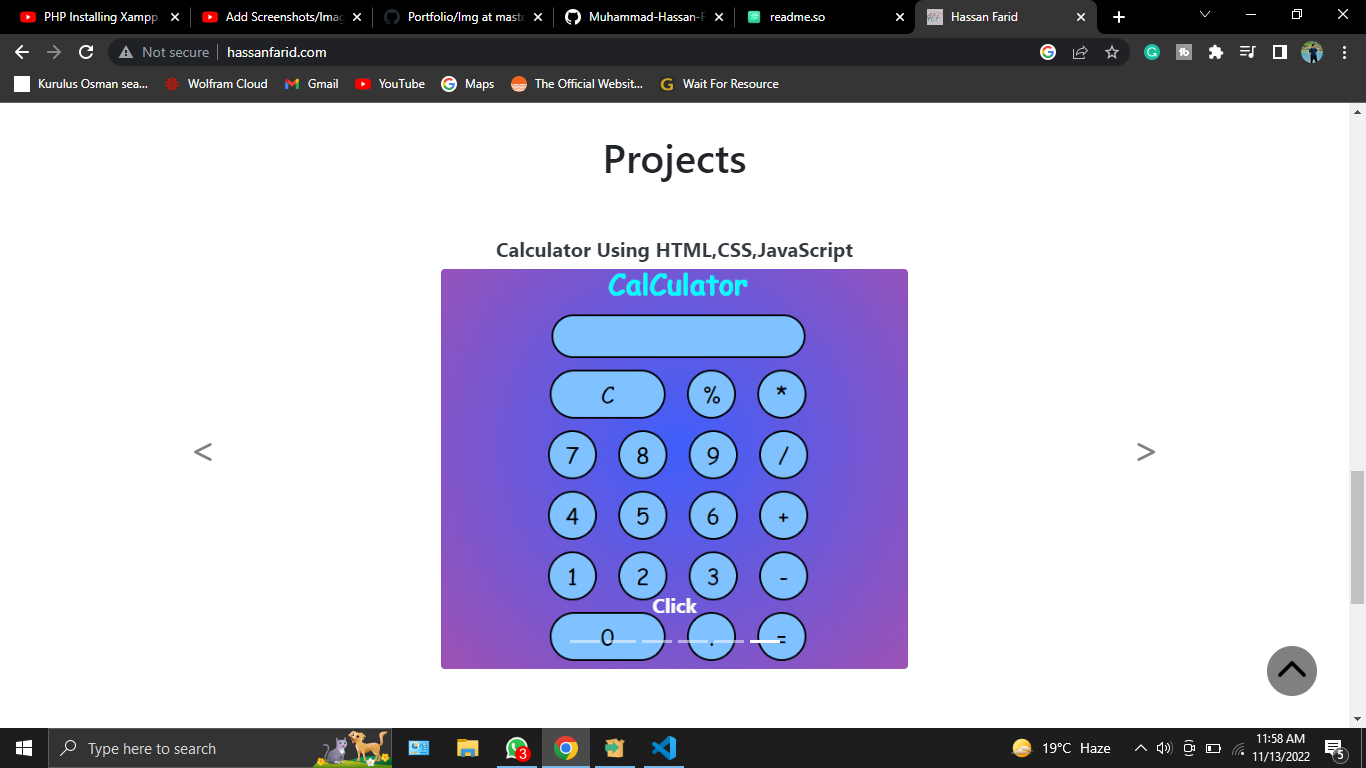 PHP Installing Xampp
Add Screenshots/Imag
Portfolio/Img at maste
Muhammad-Hassan-F
readme.so
Hassan Farid
Not secure
hassanfarid.com
Kurulus Osman sea...
Wolfram Cloud
Gmail
YouTube
Maps
The Official Websit...
Wait For Resource
Projects
Calculator Using HTML,CSS,JavaScript
CalCulator
C % *
7 8 9 /
4 5 6 +
1 2 3 -
Click
0 . =
<
>
Type here to search
3
19°C Haze
11:58 AM
11/13/2022
5